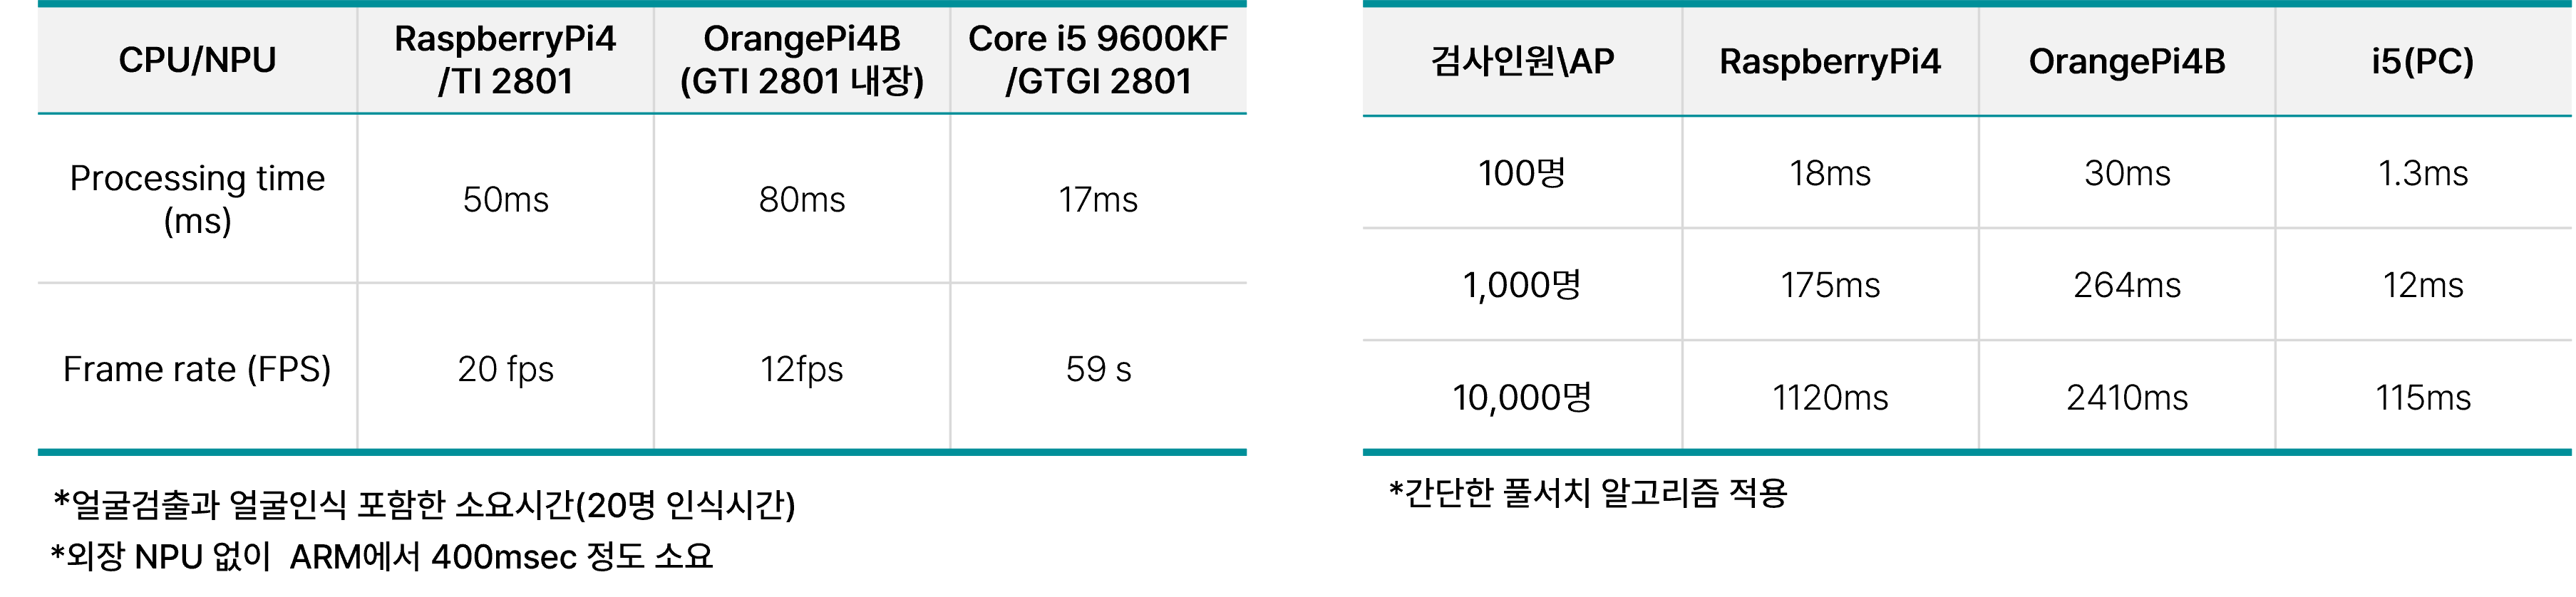 CPU/NPU
RaspberryPi4
/TI 2801
OrangePi4B
(GTI 2801 내장)
Core i5 9600KF
/GTGI 2801
Processing time
(ms)
50ms
80ms
17ms
Frame rate (FPS)
20 fps
12fps
59 s
*얼굴검출과 얼굴인식 포함한 소요시간(20명 인식시간)
*외장 NPU 없이  ARM에서 400msec 정도 소요
검사인원\AP
RaspberryPi4
OrangePi4B
i5(PC)
100명
18ms
30ms
1.3ms
1,000명
175ms
264ms
12ms
10,000명
1120ms
2410ms
115ms
*간단한 풀서치 알고리즘 적용